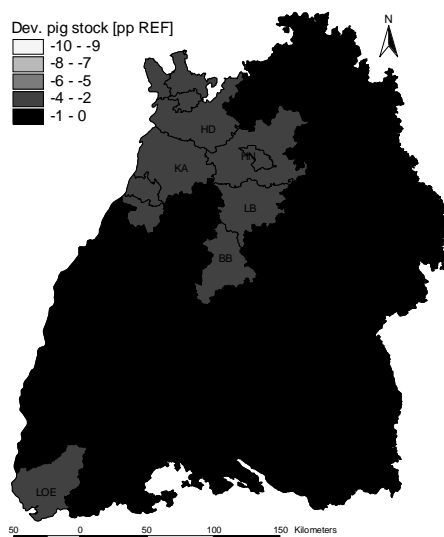 Dev. pig stock [pp REF]
-10 - -9
-8 - -7
-6 - -5
-4 - -2
-1 - 0
N
HD
HN
KA
LB
BB
LOE
50 0 50 100 150 Kilometers